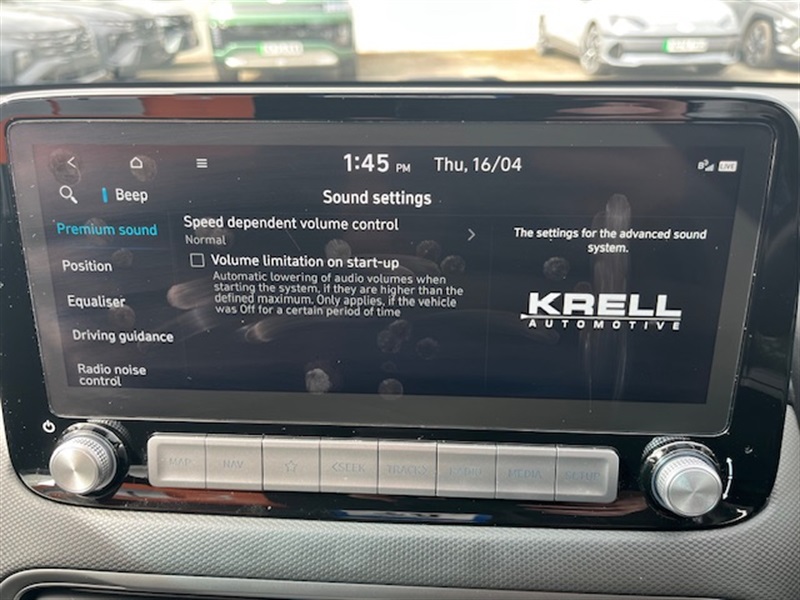 1:45 PM Thu, 16/04
LIVE
Beep
Sound settings
Premium sound
Position
Equaliser
Driving guidance
Radio noise
control
Speed dependent volume control
Normal
Volume limitation on start-up
Automatic lowering of audio volumes when
starting the system, if they are higher than the
defined maximum. Only applies, if the vehicle
was Off for a certain period of time
The settings for the advanced sound
system.
KRELL
AUTOMOTIVE
MAP NAV SEEK TRACK RADIO MEDIA SETUP